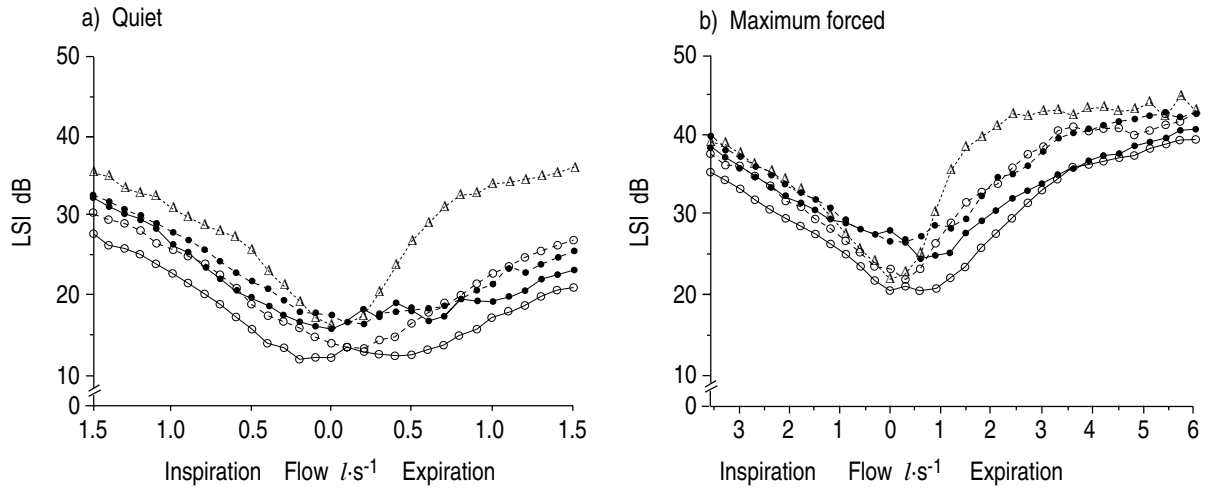 a) Quiet
50
40
30
20
10
0
LSI dB
1.5 1.0 0.5 0.0 0.5 1.0 1.5
Inspiration Flow l·s-1 Expiration
b) Maximum forced
50
40
30
20
10
0
LSI dB
3 2 1 0 1 2 3 4 5 6
Inspiration Flow l·s-1 Expiration